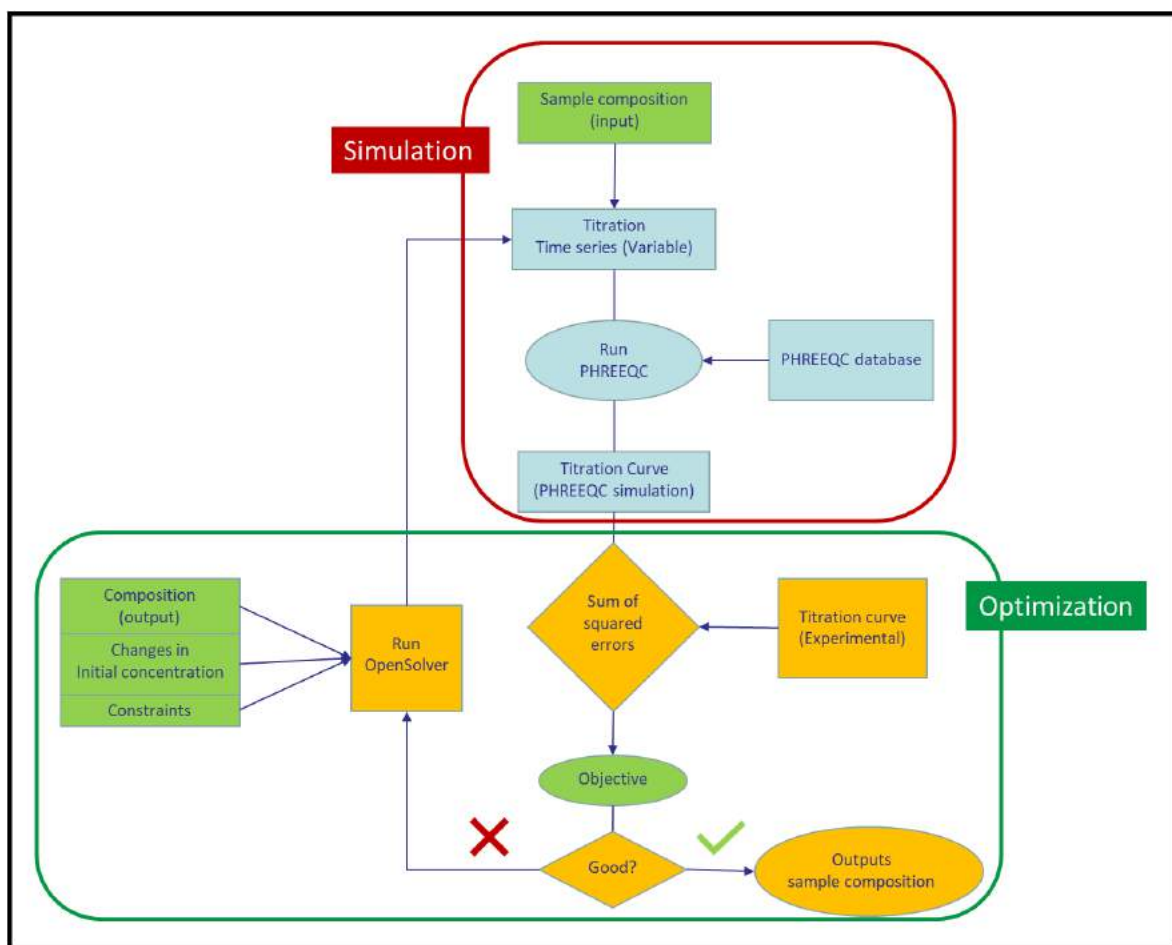 Sample composition
(input)
Simulation
Titration
Time series (Variable)
Run
PHREEQC
PHREEQC database
Titration Curve
(PHREEQC simulation)
Composition
(output)
Changes in
Initial concentration
Constraints
Run
OpenSolver
Sum of
squared
errors
Titration curve
(Experimental)
Optimization
Objective
Good?
Outputs
sample composition